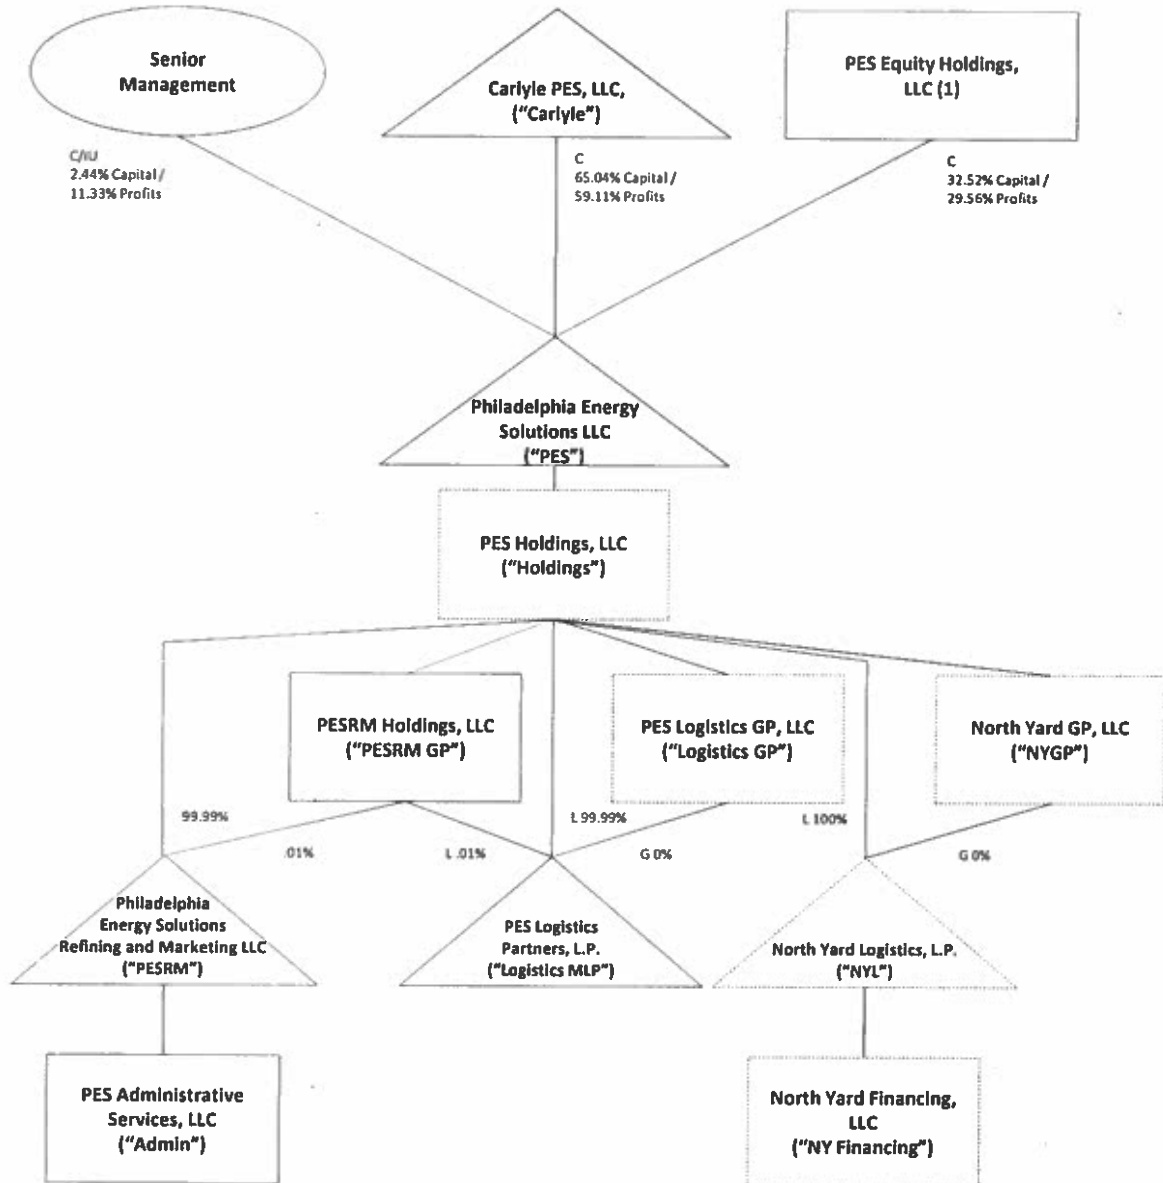 Senior
Management
Carlyle PES, LLC,
("Carlyle")
PES Equity Holdings,
LLC (1)
C/IU
2.44% Capital /
11.33% Profits
C
65.04% Capital /
59.11% Profits
C
32.52% Capital /
29.56% Profits
Philadelphia Energy
Solutions LLC
("PES")
PES Holdings, LLC
("Holdings")
PESRM Holdings, LLC
("PESRM GP")
PES Logistics GP, LLC
("Logistics GP")
North Yard GP, LLC
("NYGP")
99.99%
.01%
L .01%
L 99.99%
G 0%
L 100%
G 0%
Philadelphia
Energy Solutions
Refining and Marketing LLC
("PESRM")
PES Logistics
Partners, L.P.
("Logistics MLP")
North Yard Logistics, L.P.
("NYL")
PES Administrative
Services, LLC
("Admin")
North Yard Financing,
LLC
("NY Financing")